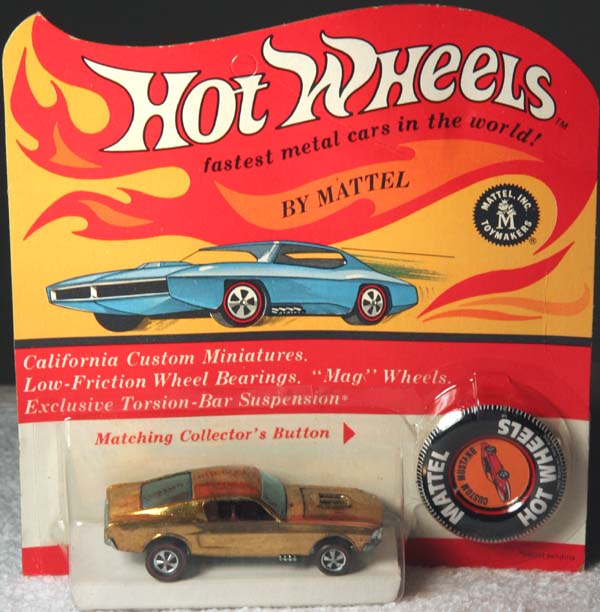 HOT WHEELS™
fastest metal cars in the world!
BY MATTEL
MATTEL, INC.
M
TOYMAKERS
®
California Custom Miniatures.
Low-Friction Wheel Bearings. "Mag" Wheels.
Exclusive Torsion-Bar Suspension*
Matching Collector's Button
MATTEL
HOT WHEELS
CUSTOM MUSTANG